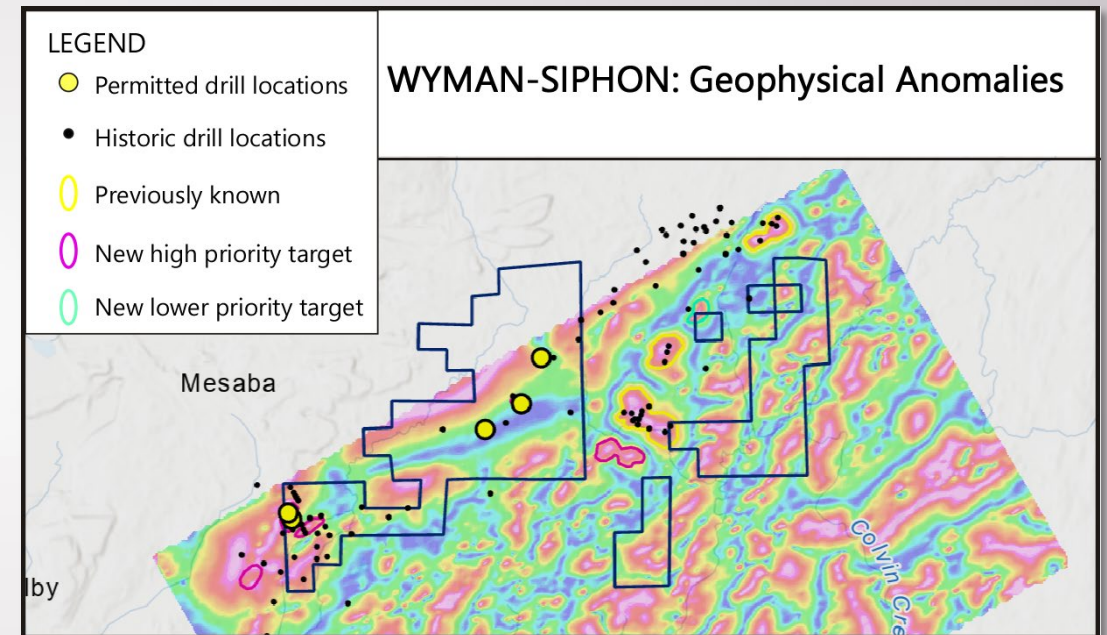 LEGEND
Permitted drill locations
Historic drill locations
Previously known
New high priority target
New lower priority target
WYMAN-SIPHON: Geophysical Anomalies
Mesaba
lby
Colvin Cre